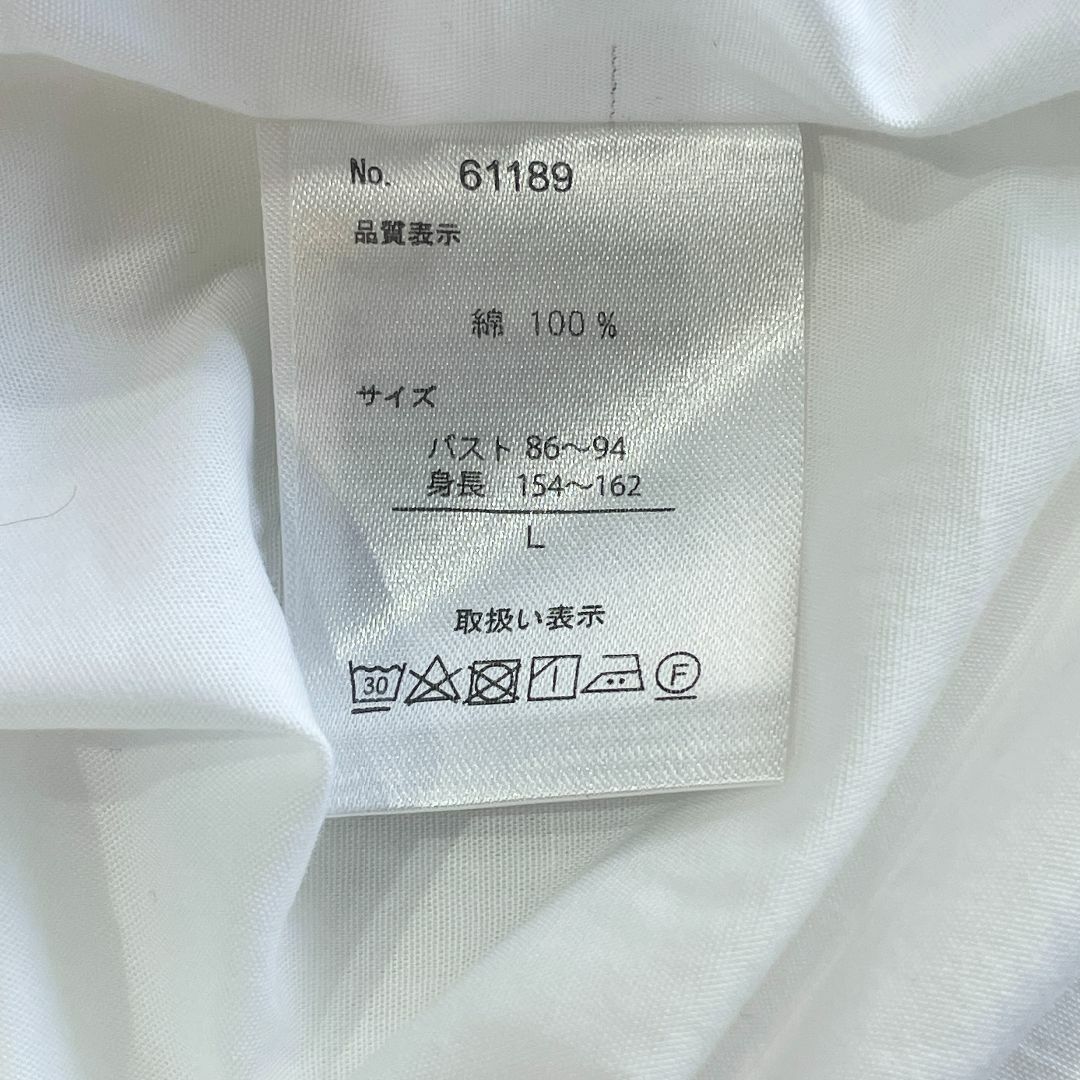 No. 61189
品質表示
綿 100%
サイズ
バスト 86～94
身長 154～162
L
取扱い表示
30 F